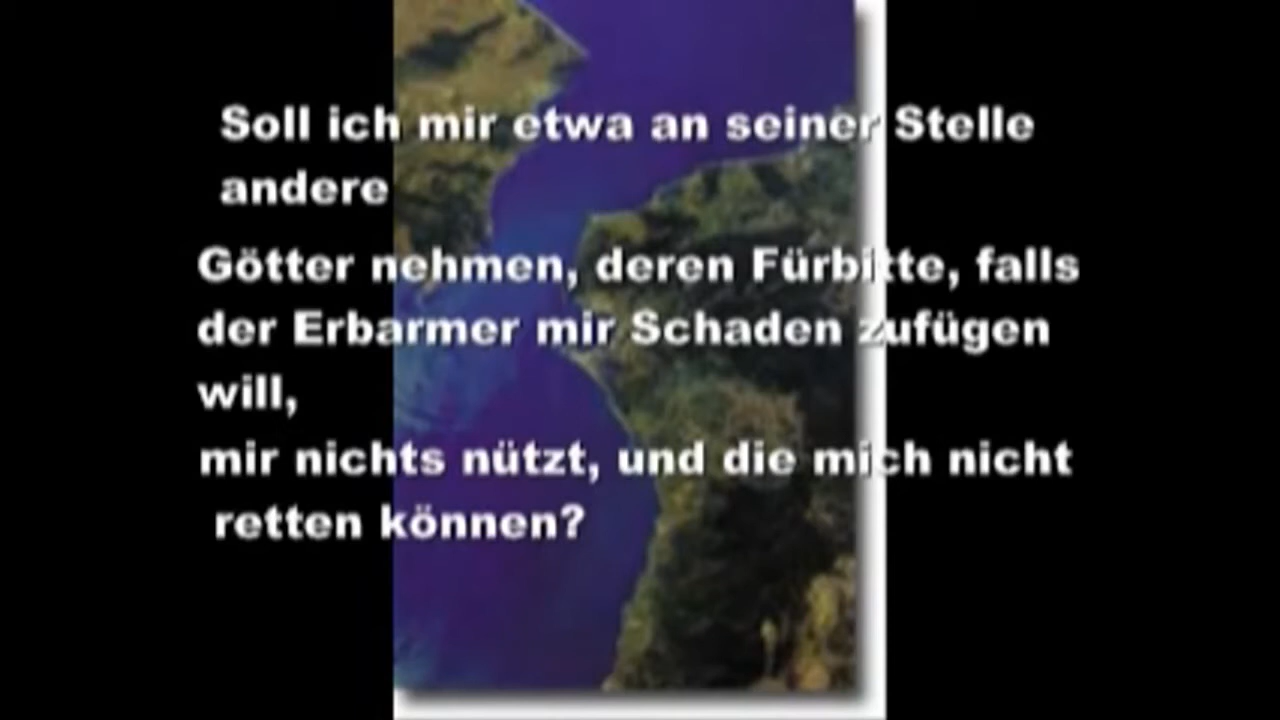 Soll ich mir etwa an seiner Stelle
andere
Götter nehmen, deren Fürbitte, falls
der Erbarmer mir Schaden zufügen
will,
mir nichts nützt, und die mich nicht
retten können?